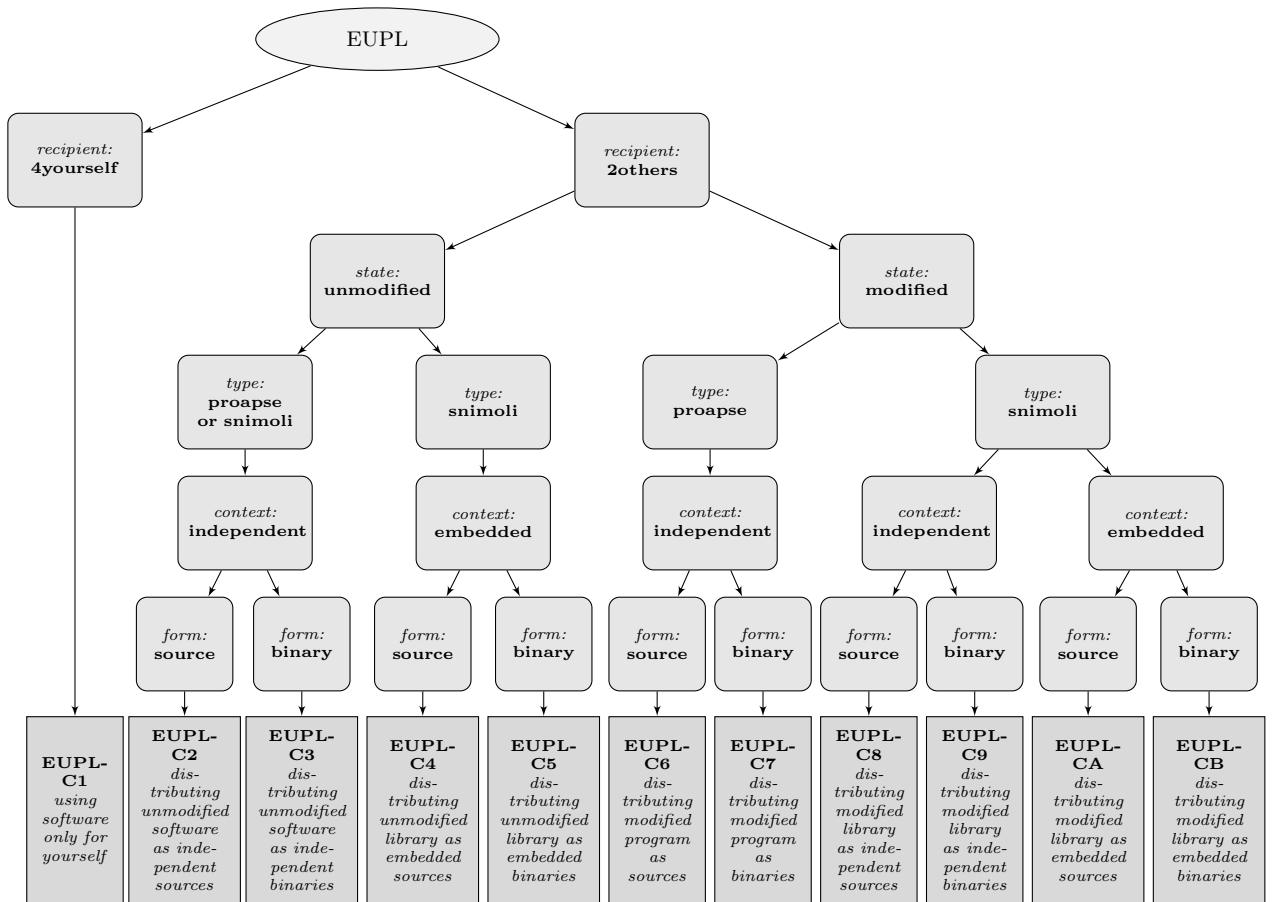 EUPL
recipient:
4yourself
recipient:
2others
state:
unmodified
state:
modified
type:
proapse
or snimoli
type:
snimoli
type:
proapse
type:
snimoli
context:
independent
context:
embedded
context:
independent
context:
independent
context:
embedded
form:
source
form:
binary
form:
source
form:
binary
form:
source
form:
binary
form:
source
form:
binary
form:
source
form:
binary
EUPL-
C1
using
software
only for
yourself
EUPL-
C2
dis-
tributing
unmodified
software
as inde-
pendent
sources
EUPL-
C3
dis-
tributing
unmodified
software
as inde-
pendent
binaries
EUPL-
C4
dis-
tributing
unmodified
library as
embedded
sources
EUPL-
C5
dis-
tributing
unmodified
library as
embedded
binaries
EUPL-
C6
dis-
tributing
modified
program
as
sources
EUPL-
C7
dis-
tributing
modified
program
as
binaries
EUPL-
C8
dis-
tributing
modified
library
as inde-
pendent
sources
EUPL-
C9
dis-
tributing
modified
library
as inde-
pendent
binaries
EUPL-
CA
dis-
tributing
modified
library as
embedded
sources
EUPL-
CB
dis-
tributing
modified
library as
embedded
binaries